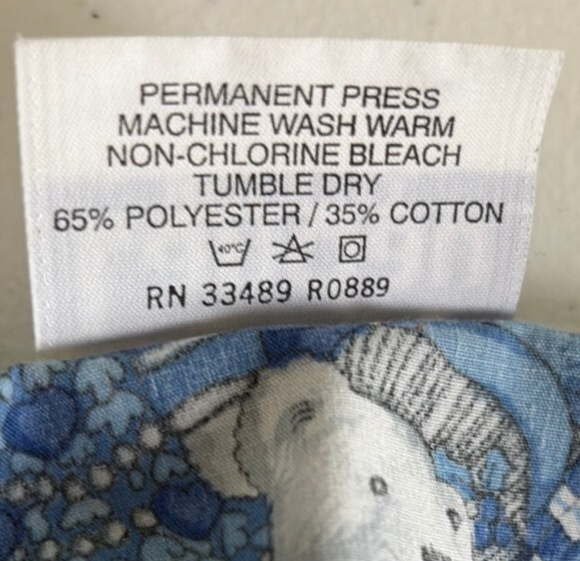 PERMANENT PRESS
MACHINE WASH WARM
NON-CHLORINE BLEACH
TUMBLE DRY
65% POLYESTER / 35% COTTON
40°C
RN 33489 R0889